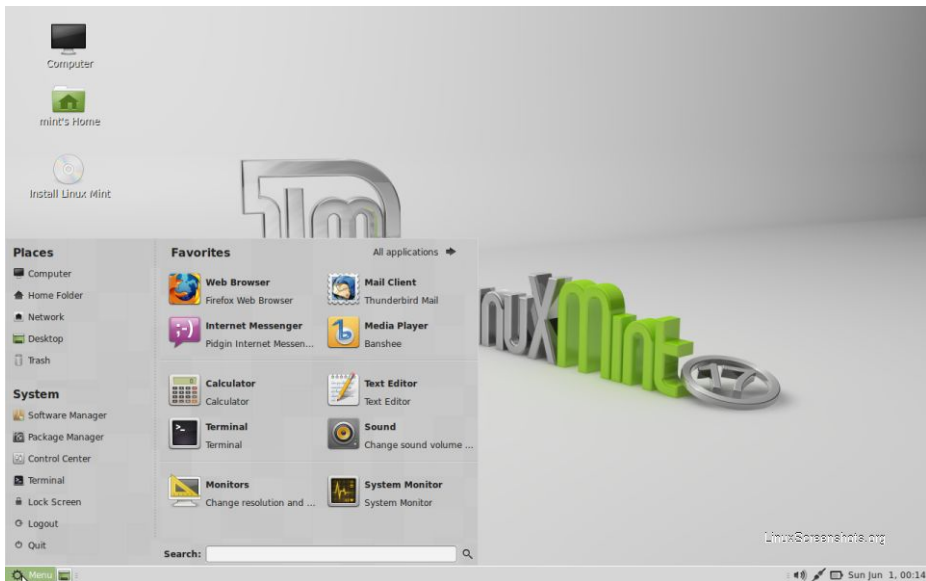 Computer
mint's Home
Install Linux Mint
Places
Computer
Home Folder
Network
Desktop
Trash
System
Software Manager
Package Manager
Control Center
Terminal
Lock Screen
Logout
Quit
Favorites
All applications
Web Browser
Firefox Web Browser
Mail Client
Thunderbird Mail
Internet Messenger
Pidgin Internet Messen...
Media Player
Banshee
Calculator
Calculator
Text Editor
Text Editor
Terminal
Terminal
Sound
Change sound volume ...
Monitors
Change resolution and ...
System Monitor
System Monitor
Search:
nuxMint 17
LinuxScreenshots.org
Menu
Sun Jun 1, 00:14